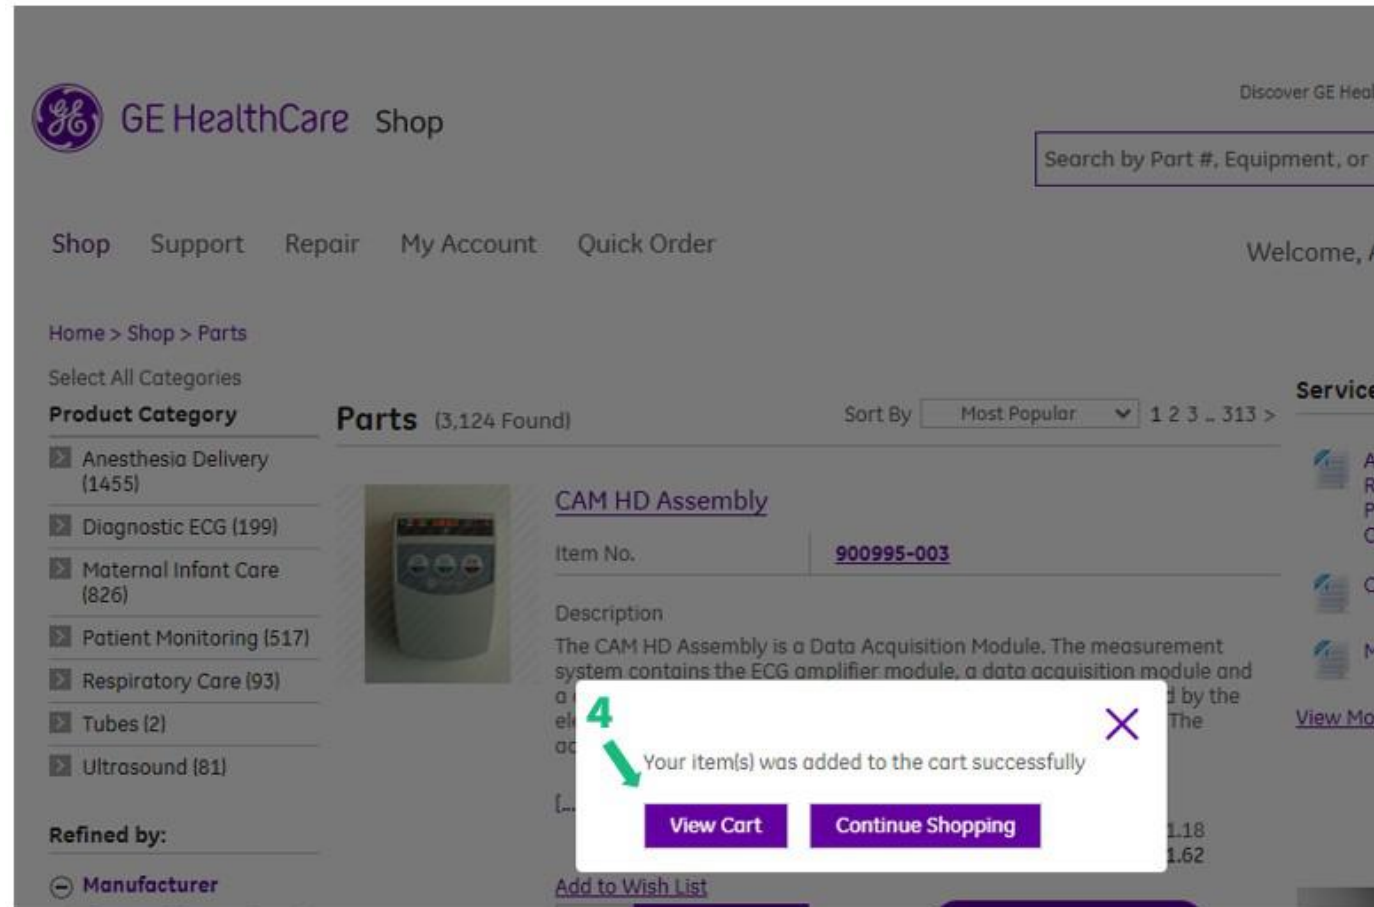 Discover GE Heal
GE HealthCare Shop
Search by Part #, Equipment, or
Shop Support Repair My Account Quick Order
Welcome, A
Home > Shop > Parts
Select All Categories
Product Category
Anesthesia Delivery
(1455)
Diagnostic ECG (199)
Maternal Infant Care
(826)
Patient Monitoring (517)
Respiratory Care (93)
Tubes (2)
Ultrasound (81)
Refined by:
Manufacturer
Parts (3,124 Found)
Sort By Most Popular 1 2 3 .. 313 >
CAM HD Assembly
Item No. 900995-003
Description
The CAM HD Assembly is a Data Acquisition Module. The measurement
system contains the ECG amplifier module, a data acquisition module and
a d by the
ele The
ac
[...
4
Your item(s) was added to the cart successfully
View Cart Continue Shopping
1.18
1.62
Add to Wish List
Service
A
R
P
C
C
M
View Mo